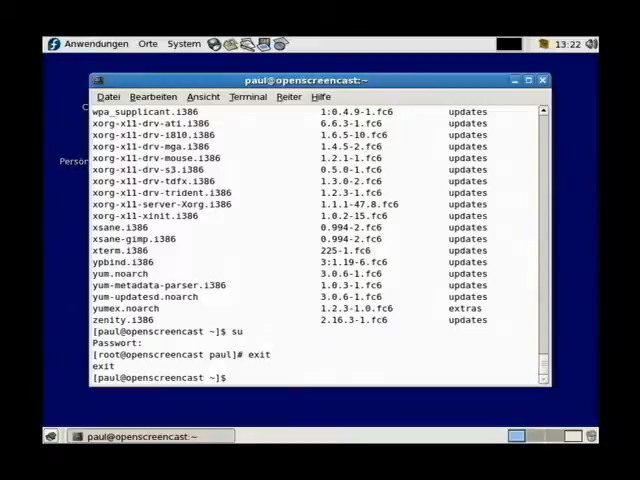 Anwendungen Orte System 13:22
paul@openscreencast:~
Datei Bearbeiten Ansicht Terminal Reiter Hilfe
wpa_supplicant.i386 1:0.4.9-1.fc6 updates
xorg-x11-drv-ati.i386 6.6.3-1.fc6 updates
xorg-x11-drv-i810.i386 1.6.5-10.fc6 updates
xorg-x11-drv-mga.i386 1.4.5-2.fc6 updates
xorg-x11-drv-mouse.i386 1.2.1-1.fc6 updates
xorg-x11-drv-s3.i386 0.5.0-1.fc6 updates
xorg-x11-drv-tdfx.i386 1.3.0-2.fc6 updates
xorg-x11-drv-trident.i386 1.2.3-1.fc6 updates
xorg-x11-server-Xorg.i386 1.1.1-47.8.fc6 updates
xorg-x11-xinit.i386 1.0.2-15.fc6 updates
xsane.i386 0.994-2.fc6 updates
xsane-gimp.i386 0.994-2.fc6 updates
xterm.i386 225-1.fc6 updates
ypbind.i386 3:1.19-6.fc6 updates
yum.noarch 3.0.6-1.fc6 updates
yum-metadata-parser.i386 1.0.3-1.fc6 updates
yum-updatesd.noarch 3.0.6-1.fc6 updates
yumex.noarch 1.2.3-1.0.fc6 extras
zenity.i386 2.16.3-1.fc6 updates
[paul@openscreencast ~]$ su
Passwort:
[root@openscreencast paul]# exit
exit
[paul@openscreencast ~]$
paul@openscreencast:~